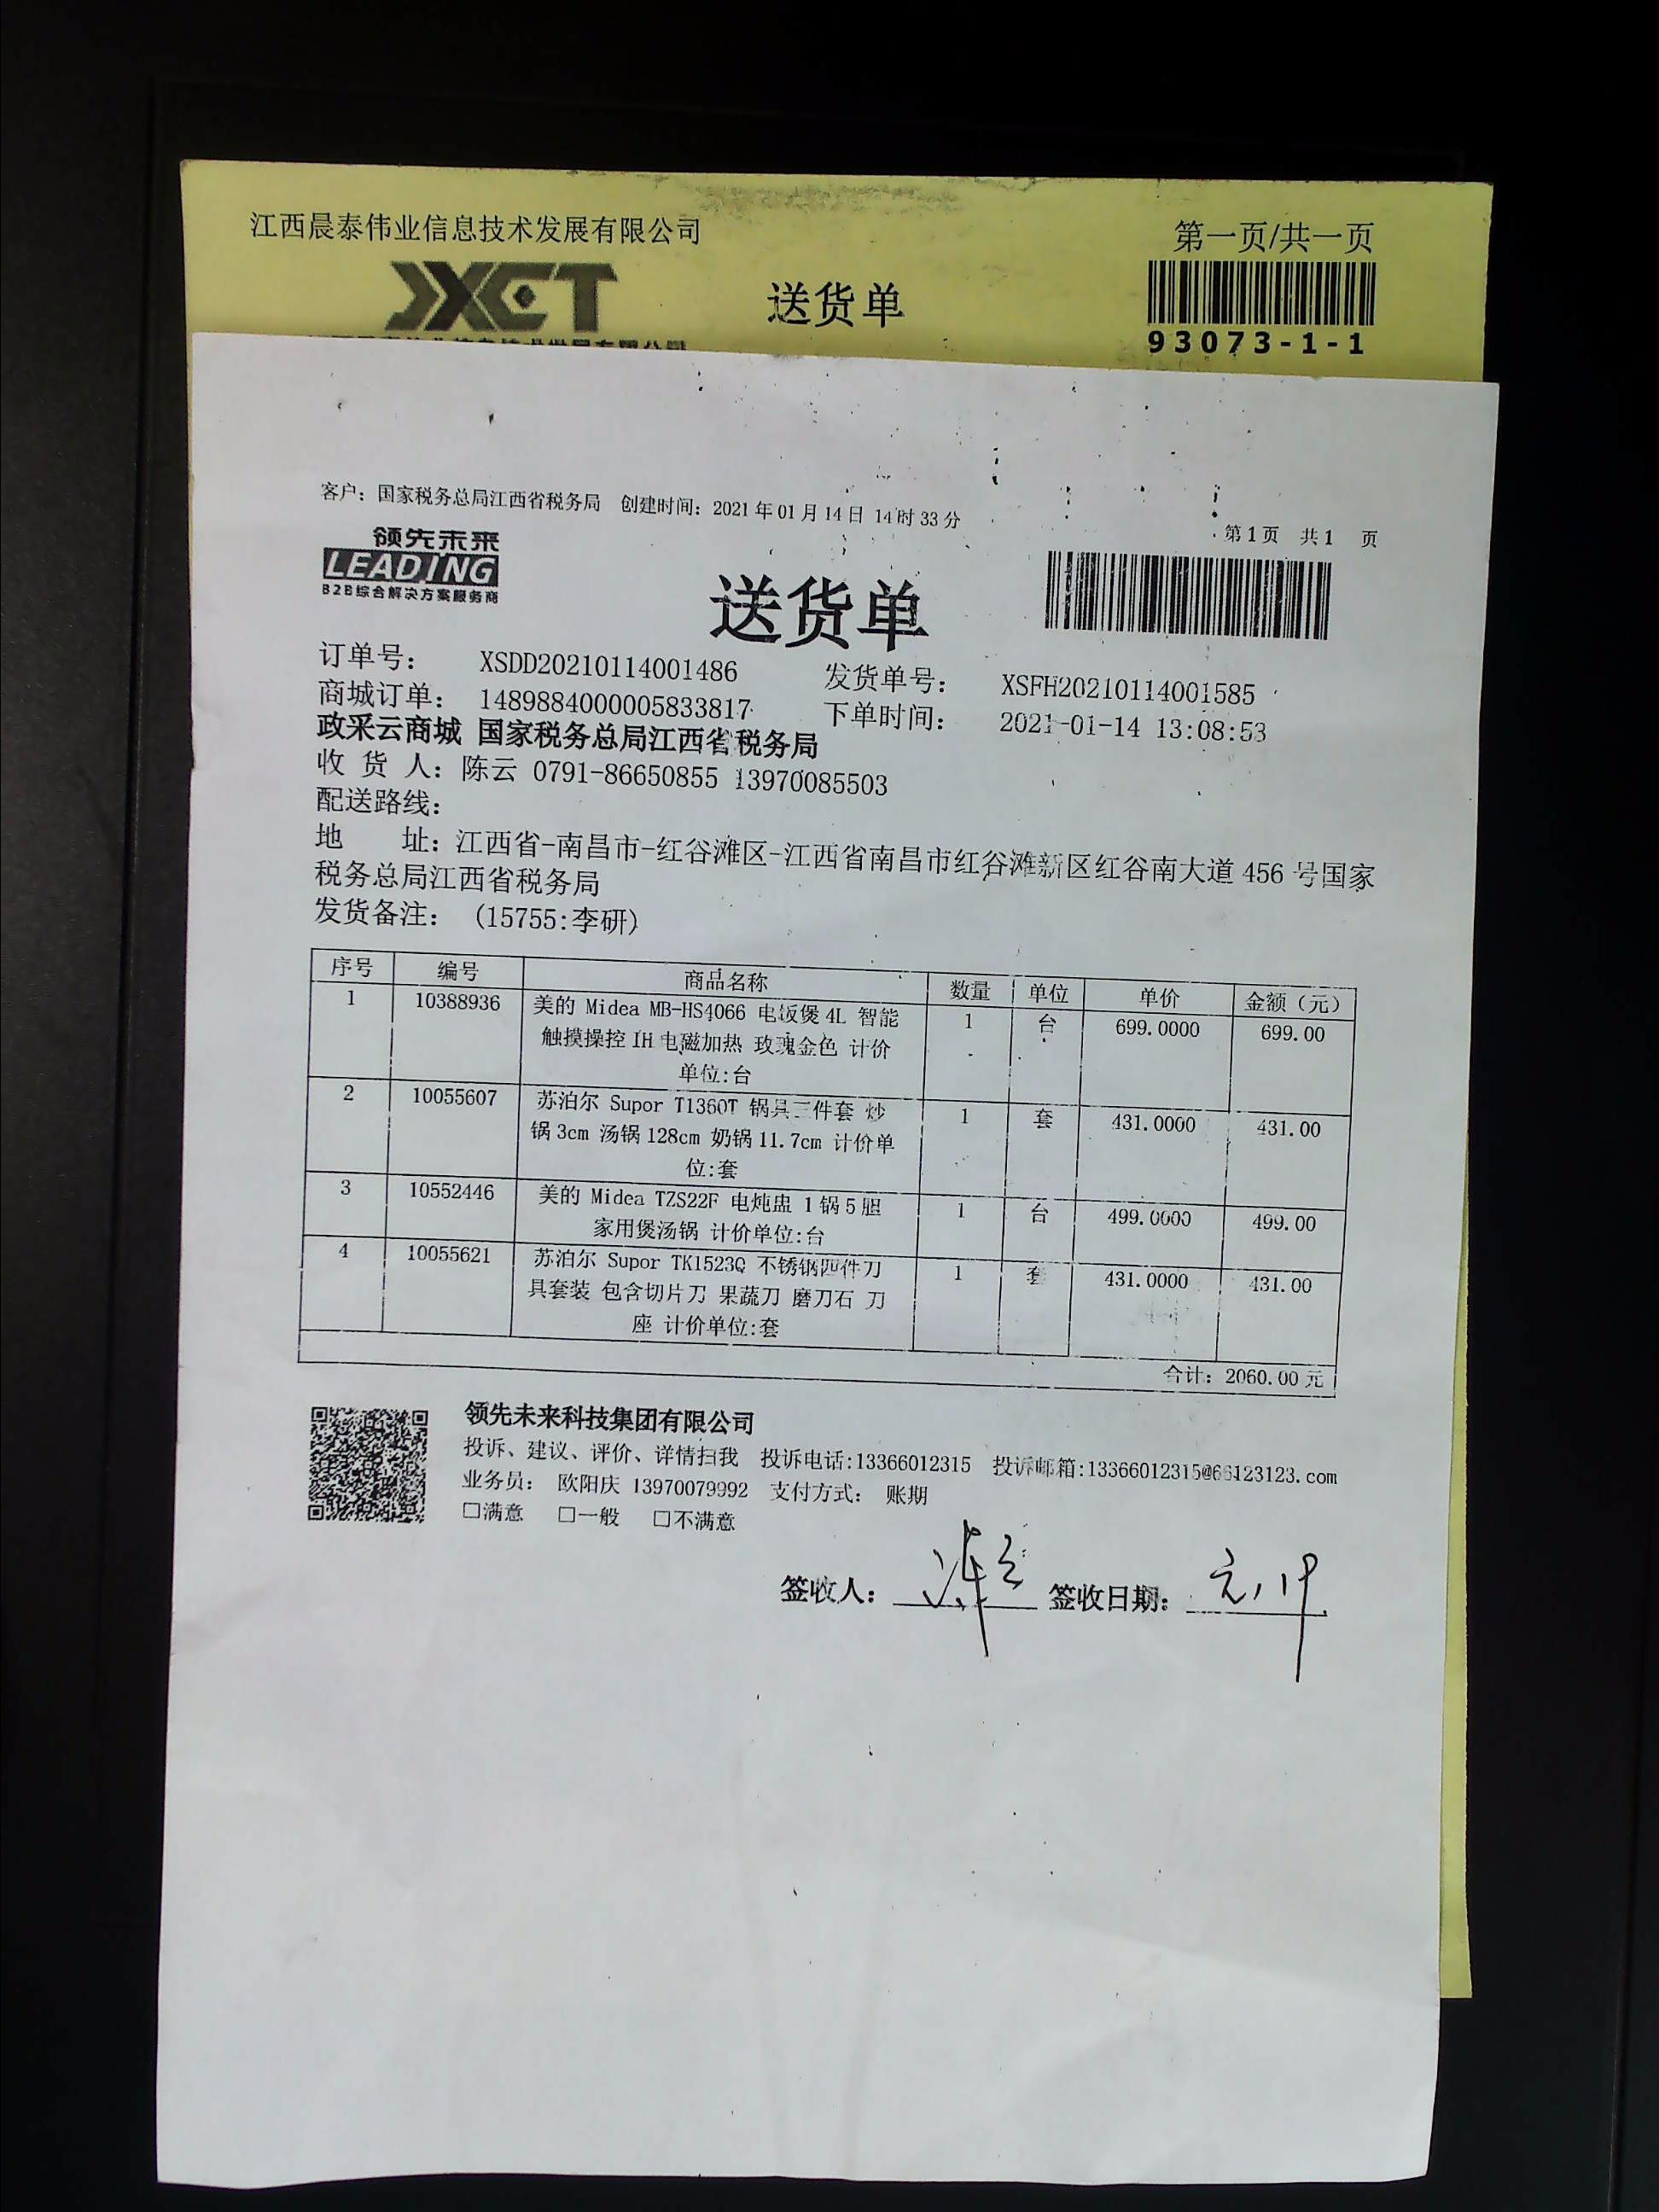 江西晨泰伟业信息技术发展有限公司
第一页/共一页
JXCT
送货单
93073-1-1
客户：国家税务总局江西省税务局 创建时间：2021年01月14日 14时33分
第1页 共1 页
领先未来
LEADING
B2B综合解决方案服务商
送货单
订单号： XSDD20210114001486 发货单号： XSFH20210114001585
商城订单： 1489884000005833817 下单时间： 2021-01-14 13:08:53
政采云商城 国家税务总局江西省税务局
收 货 人：陈云 0791-86650855 13970085503
配送路线：
地 址：江西省-南昌市-红谷滩区-江西省南昌市红谷滩新区红谷南大道456号国家
税务总局江西省税务局
发货备注： (15755:李研)
序号 编号 商品名称 数量 单位 单价 金额（元）
1 10388936 美的 Midea MB-HS4066 电饭煲 4L 智能 1 台 699.0000 699.00
触摸操控 IH 电磁加热 玫瑰金色 计价
单位:台
2 10055607 苏泊尔 Supor T1360T 锅具三件套 炒 1 套 431.0000 431.00
锅3cm 汤锅128cm 奶锅11.7cm 计价单
位:套
3 10552446 美的 Midea TZS22F 电炖盅 1锅5胆 1 台 499.0000 499.00
家用煲汤锅 计价单位:台
4 10055621 苏泊尔 Supor TK1523Q 不锈钢四件刀 1 套 431.0000 431.00
具套装 包含切片刀 果蔬刀 磨刀石 刀
座 计价单位:套
合计：2060.00元
领先未来科技集团有限公司
投诉、建议、评价、详情扫我 投诉电话:13366012315 投诉邮箱:13366012315@66123123.com
业务员： 欧阳庆 13970079992 支付方式： 账期
□满意 □一般 □不满意
签收人： 陈云 签收日期：